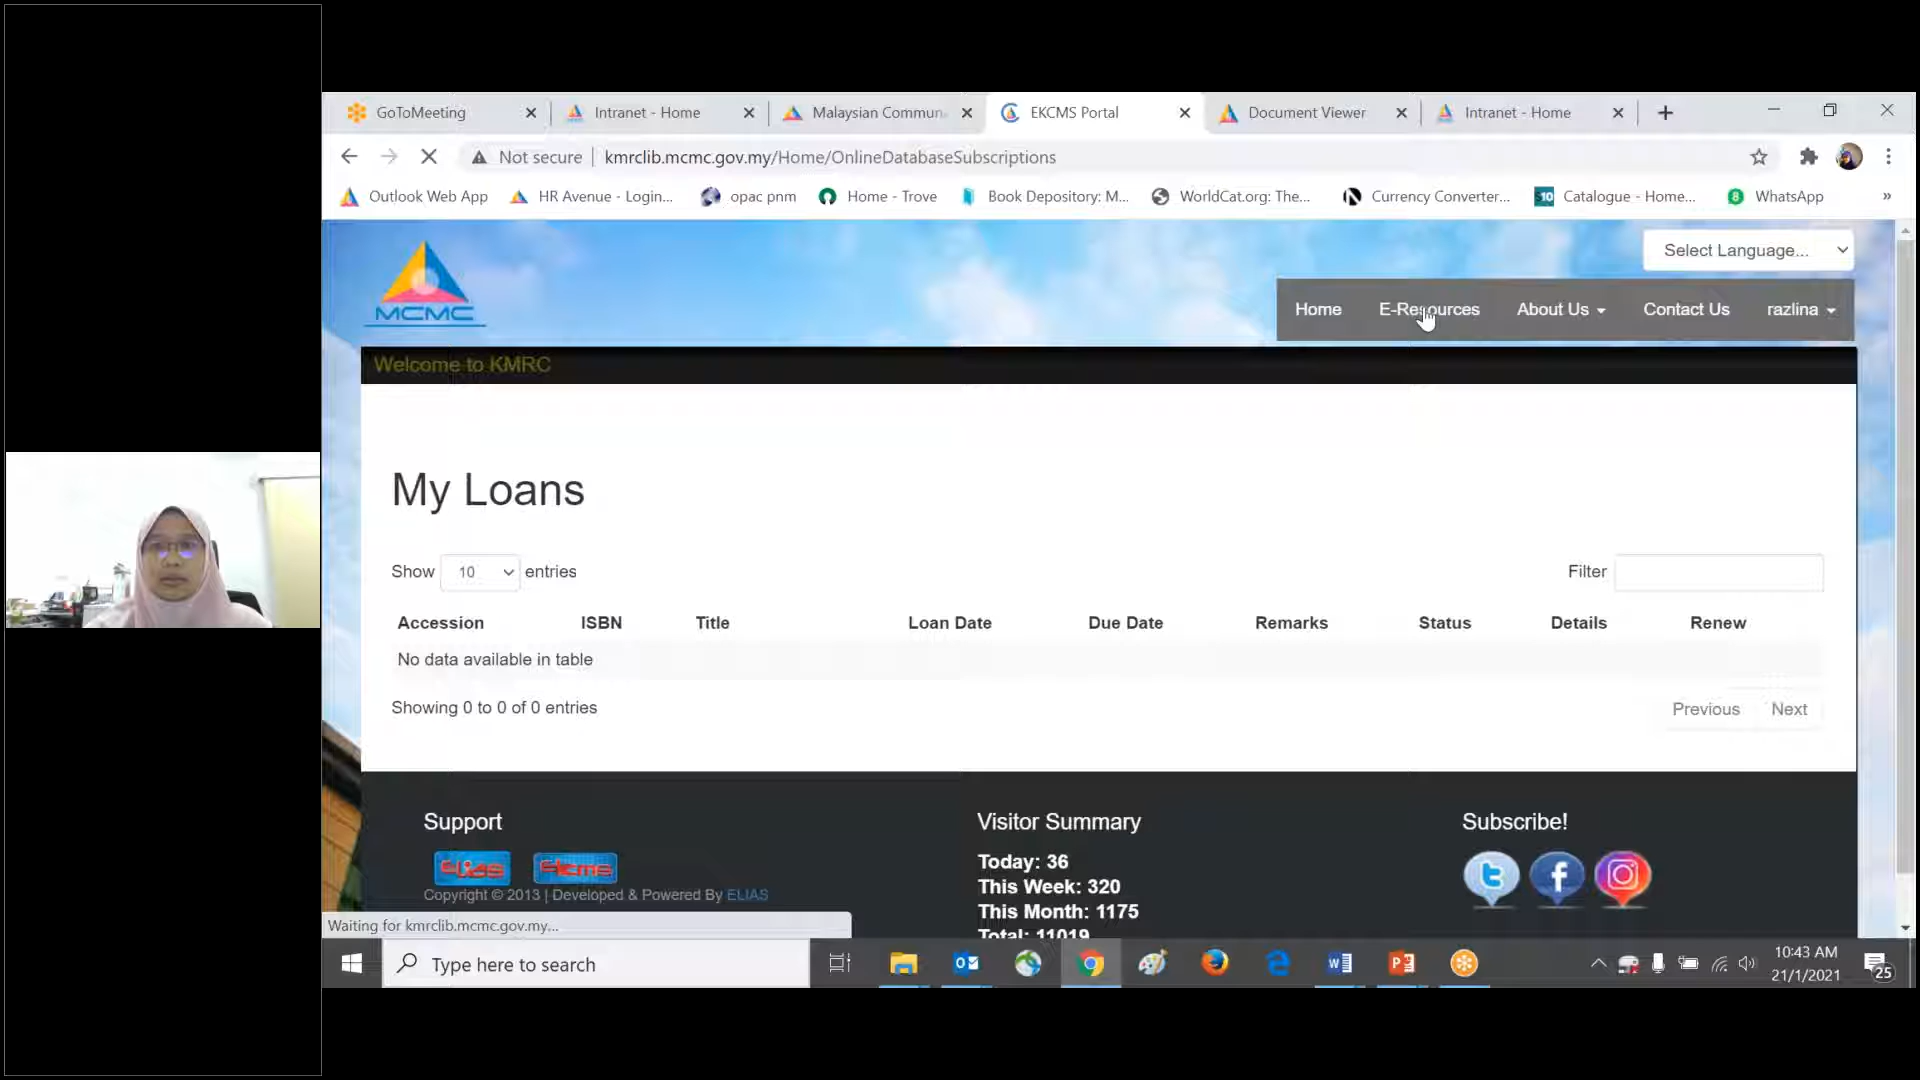 GoToMeeting
Intranet - Home
Malaysian Commun
EKCMS Portal
Document Viewer
Intranet - Home
Not secure
kmrclib.mcmc.gov.my/Home/OnlineDatabaseSubscriptions
Outlook Web App
HR Avenue - Login...
opac pnm
Home - Trove
Book Depository: M...
WorldCat.org: The...
Currency Converter...
S10
Catalogue - Home...
8
WhatsApp
»
MCMC
Select Language...
Home
E-Resources
About Us
Contact Us
razlina
Welcome to KMRC
My Loans
Show 10 entries
Filter
Accession ISBN Title Loan Date Due Date Remarks Status Details Renew
No data available in table
Showing 0 to 0 of 0 entries
Previous Next
Support
elias
ekcms
Copyright © 2013 | Developed & Powered By ELIAS
Visitor Summary
Today: 36
This Week: 320
This Month: 1175
Total: 11019
Subscribe!
Waiting for kmrclib.mcmc.gov.my...
Type here to search
10:43 AM
21/1/2021
25